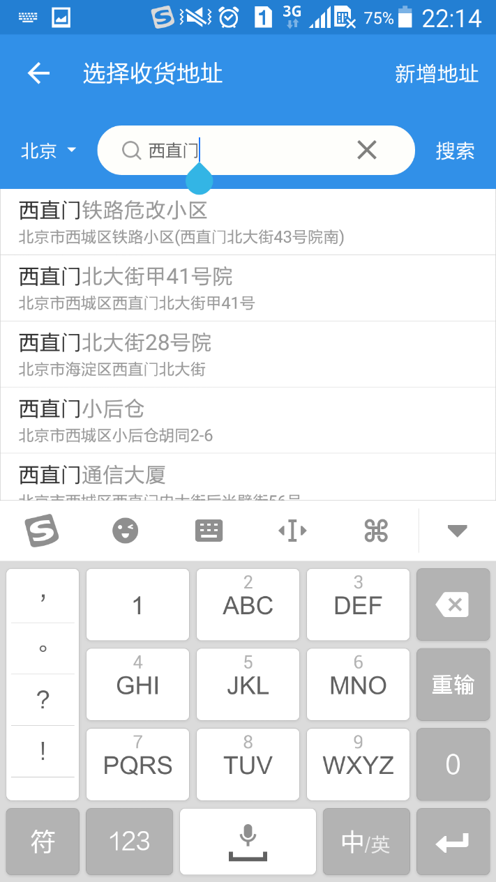 1 3G 75% 22:14
选择收货地址 新增地址
北京 西直门 搜索
西直门铁路危改小区
北京市西城区铁路小区(西直门北大街43号院南)
西直门北大街甲41号院
北京市西城区西直门北大街甲41号
西直门北大街28号院
北京市海淀区西直门北大街
西直门小后仓
北京市西城区小后仓胡同2-6
西直门通信大厦
S
, 1 2 ABC 3 DEF
。 4 GHI 5 JKL 6 MNO 重输
? 7 PQRS 8 TUV 9 WXYZ 0
!
符 123 中/英